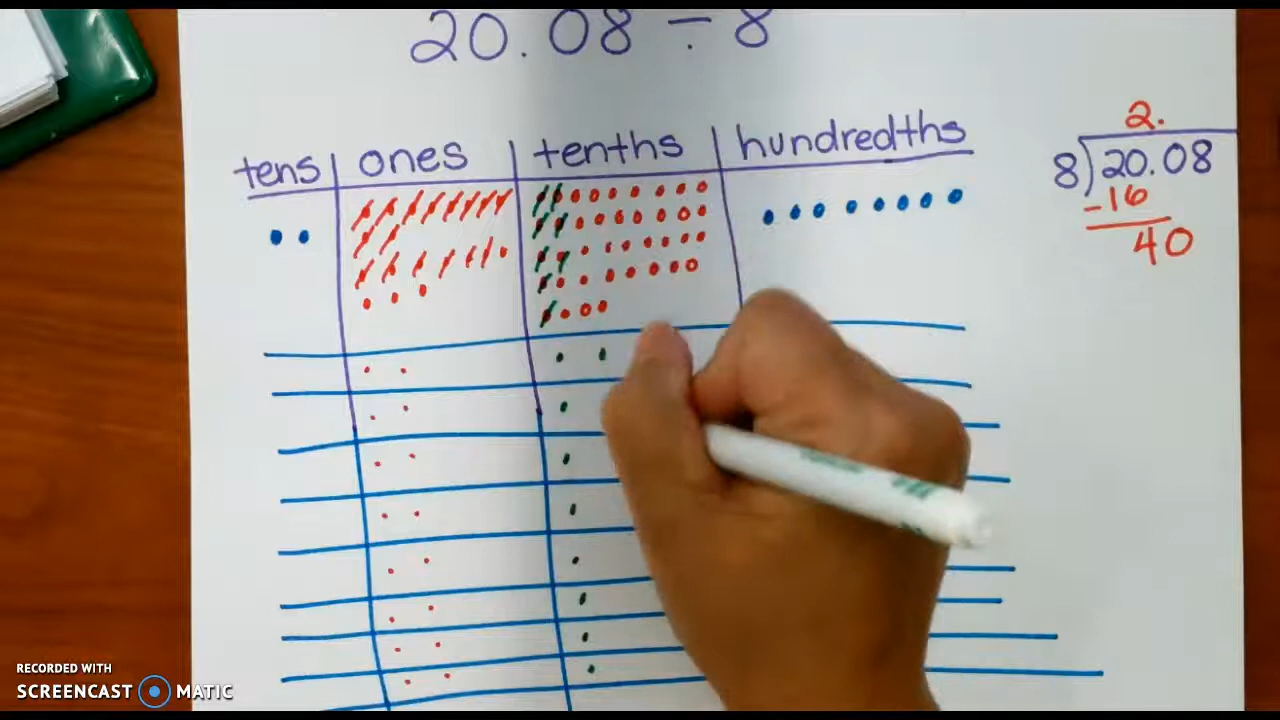 20.08 ÷ 8
tens ones tenths hundredths
2.
8)20.08
-16
40
RECORDED WITH
SCREENCAST MATIC